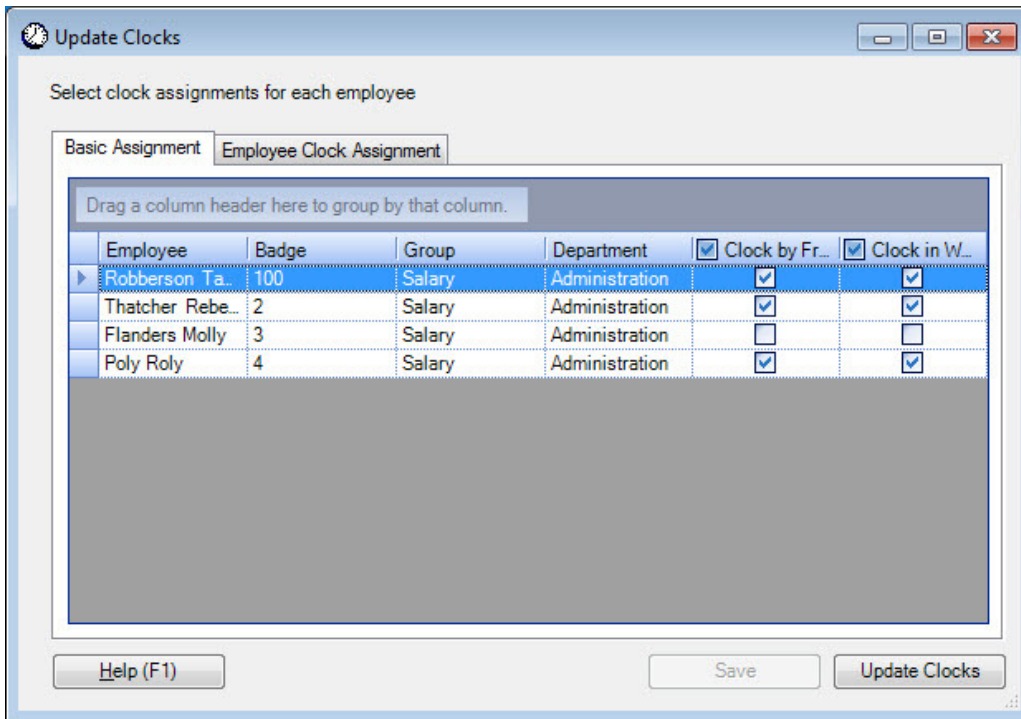 Update Clocks
Select clock assignments for each employee
Basic Assignment Employee Clock Assignment
Drag a column header here to group by that column.
Employee Badge Group Department Clock by Fr... Clock in W...
Robberson Ta... 100 Salary Administration
Thatcher Rebe... 2 Salary Administration
Flanders Molly 3 Salary Administration
Poly Roly 4 Salary Administration
Help (F1) Save Update Clocks